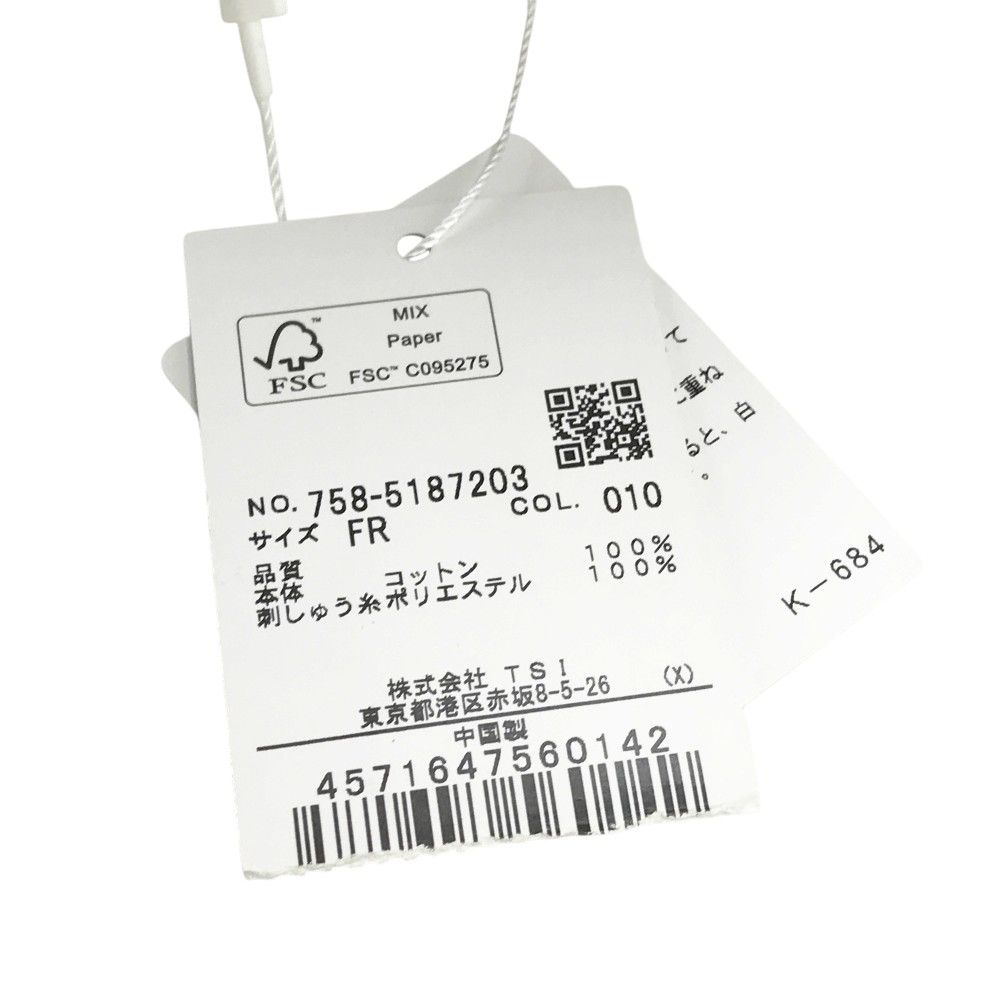 MIX
Paper
FSC™ C095275
FSC
NO. 758-5187203
COL. 010
サイズ FR
品質
本体 コットン 100%
刺しゅう糸 ポリエステル 100%
株式会社 TSI
東京都港区赤坂8-5-26 (X)
中国製
4571647560142
て
に重ね
ると、白
。
K-684